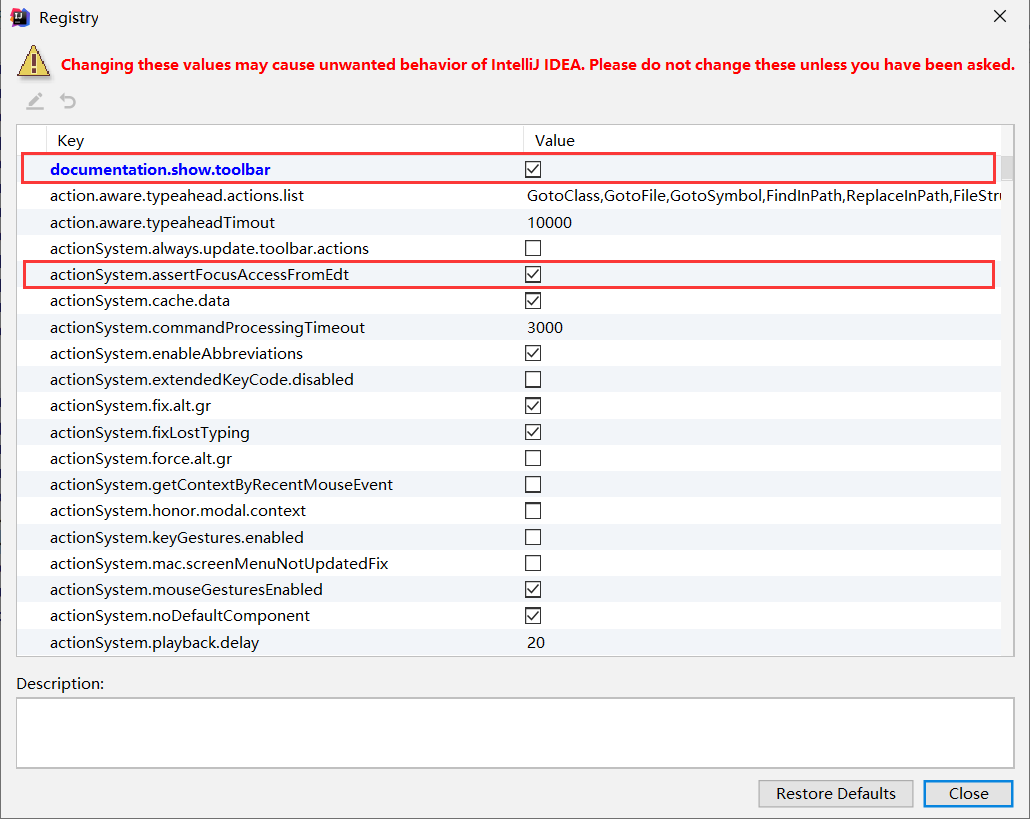 Registry
Changing these values may cause unwanted behavior of IntelliJ IDEA. Please do not change these unless you have been asked.
Key Value
documentation.show.toolbar
action.aware.typeahead.actions.list GotoClass,GotoFile,GotoSymbol,FindInPath,ReplaceInPath,FileStru
action.aware.typeaheadTimout 10000
actionSystem.always.update.toolbar.actions
actionSystem.assertFocusAccessFromEdt
actionSystem.cache.data
actionSystem.commandProcessingTimeout 3000
actionSystem.enableAbbreviations
actionSystem.extendedKeyCode.disabled
actionSystem.fix.alt.gr
actionSystem.fixLostTyping
actionSystem.force.alt.gr
actionSystem.getContextByRecentMouseEvent
actionSystem.honor.modal.context
actionSystem.keyGestures.enabled
actionSystem.mac.screenMenuNotUpdatedFix
actionSystem.mouseGesturesEnabled
actionSystem.noDefaultComponent
actionSystem.playback.delay 20
Description:
Restore Defaults Close